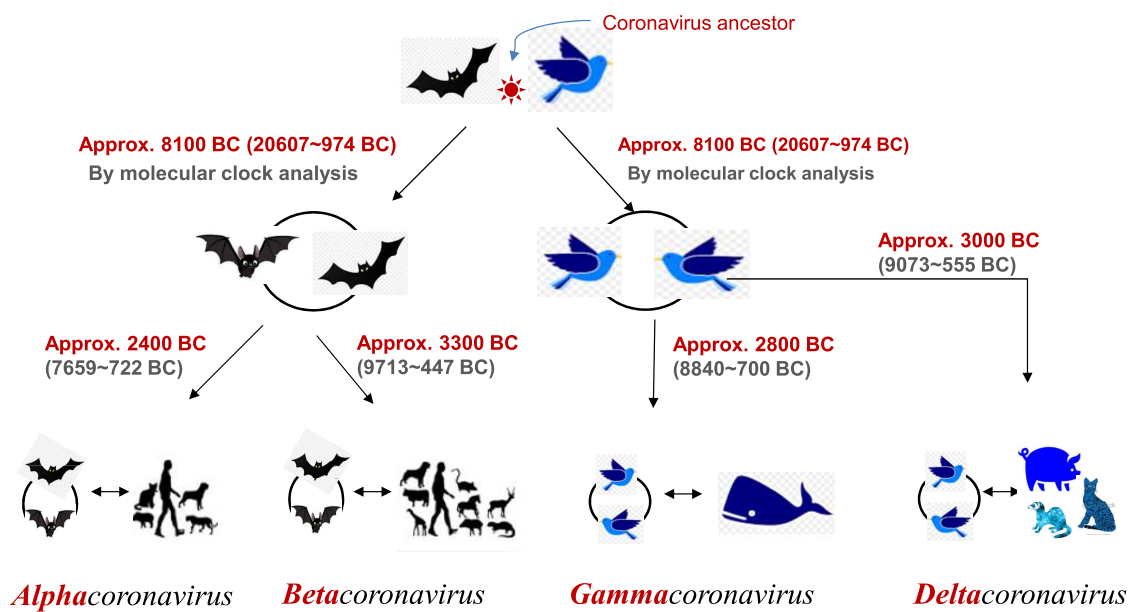 Coronavirus ancestor
Approx. 8100 BC (20607~974 BC)
By molecular clock analysis
Approx. 8100 BC (20607~974 BC)
By molecular clock analysis
Approx. 3000 BC
(9073~555 BC)
Approx. 2400 BC
(7659~722 BC)
Approx. 3300 BC
(9713~447 BC)
Approx. 2800 BC
(8840~700 BC)
Alphacoronavirus
Betacoronavirus
Gammacoronavirus
Deltacoronavirus